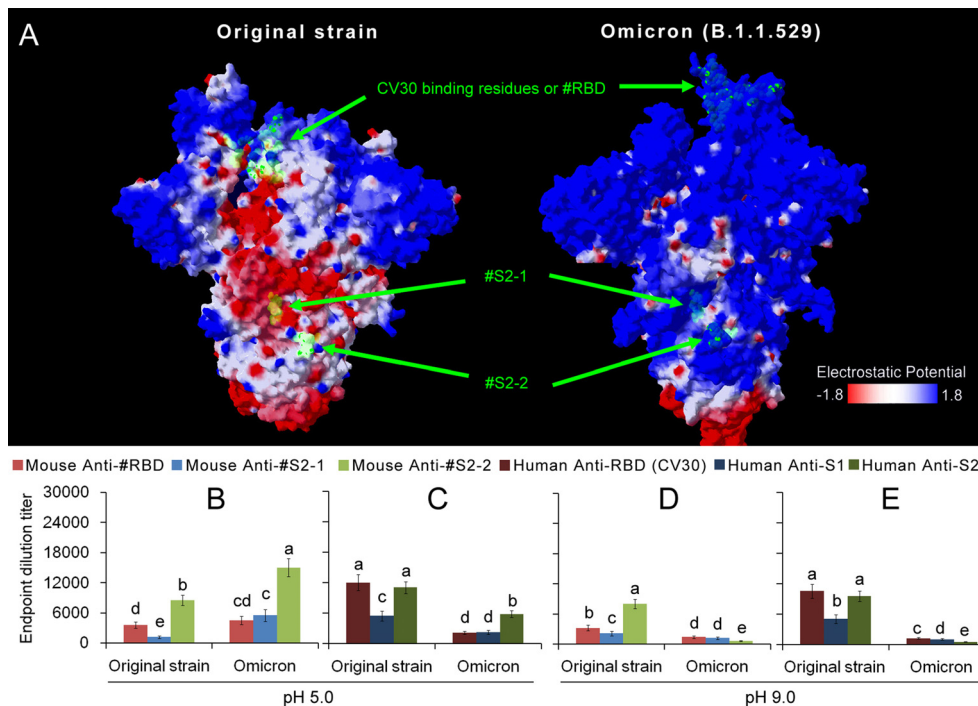 A
Original strain
Omicron (B.1.1.529)
CV30 binding residues or #RBD
#S2-1
#S2-2
Electrostatic Potential
-1.8 1.8
Mouse Anti-#RBD Mouse Anti-#S2-1 Mouse Anti-#S2-2 Human Anti-RBD (CV30) Human Anti-S1 Human Anti-S2
Endpoint dilution titer
30000
24000
18000
12000
6000
0
B
d e b cd c a
Original strain Omicron
C
a c a d d b
Original strain Omicron
pH 5.0
D
b c a d d e
Original strain Omicron
E
a b a c d e
Original strain Omicron
pH 9.0